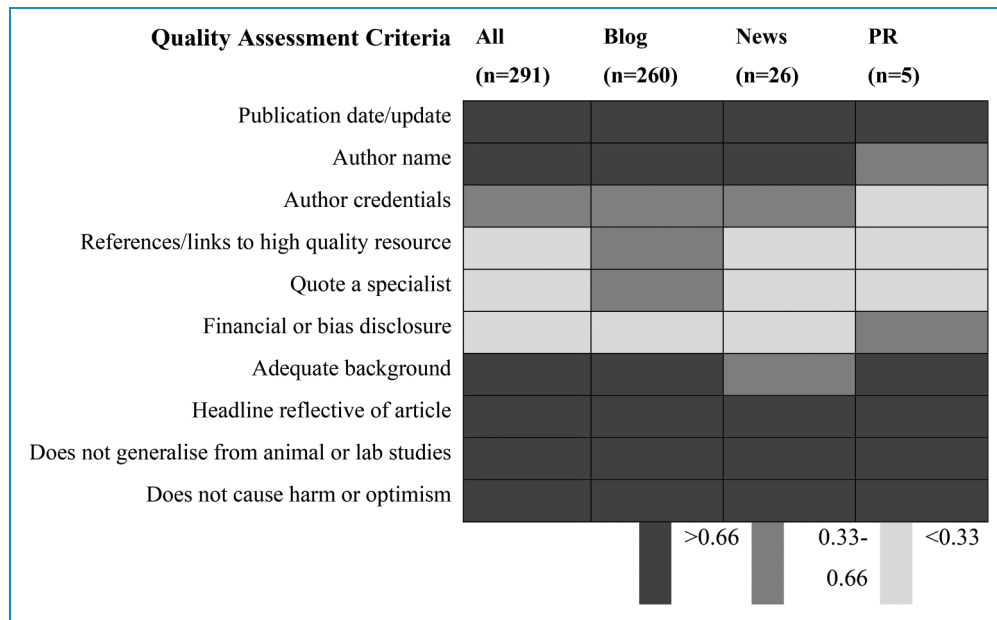 Quality Assessment Criteria All Blog News PR
(n=291) (n=260) (n=26) (n=5)
Publication date/update
Author name
Author credentials
References/links to high quality resource
Quote a specialist
Financial or bias disclosure
Adequate background
Headline reflective of article
Does not generalise from animal or lab studies
Does not cause harm or optimism
>0.66 0.33- <0.33
0.66